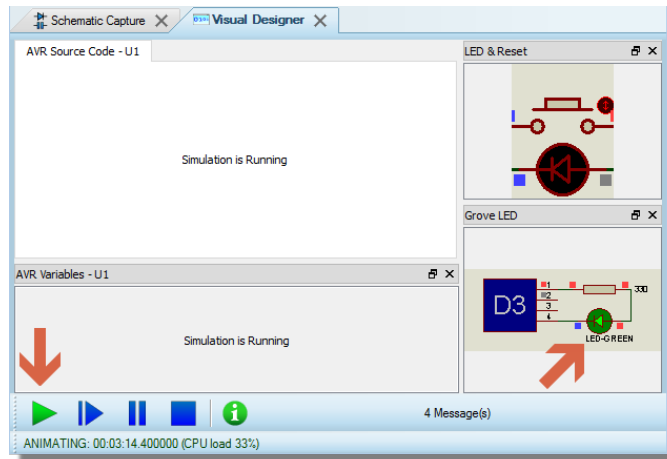 Schematic Capture
Visual Designer
AVR Source Code - U1
Simulation is Running
AVR Variables - U1
Simulation is Running
LED & Reset
Grove LED
D3
1
2
3
4
330
LED-GREEN
4 Message(s)
ANIMATING: 00:03:14.400000 (CPU load 33%)